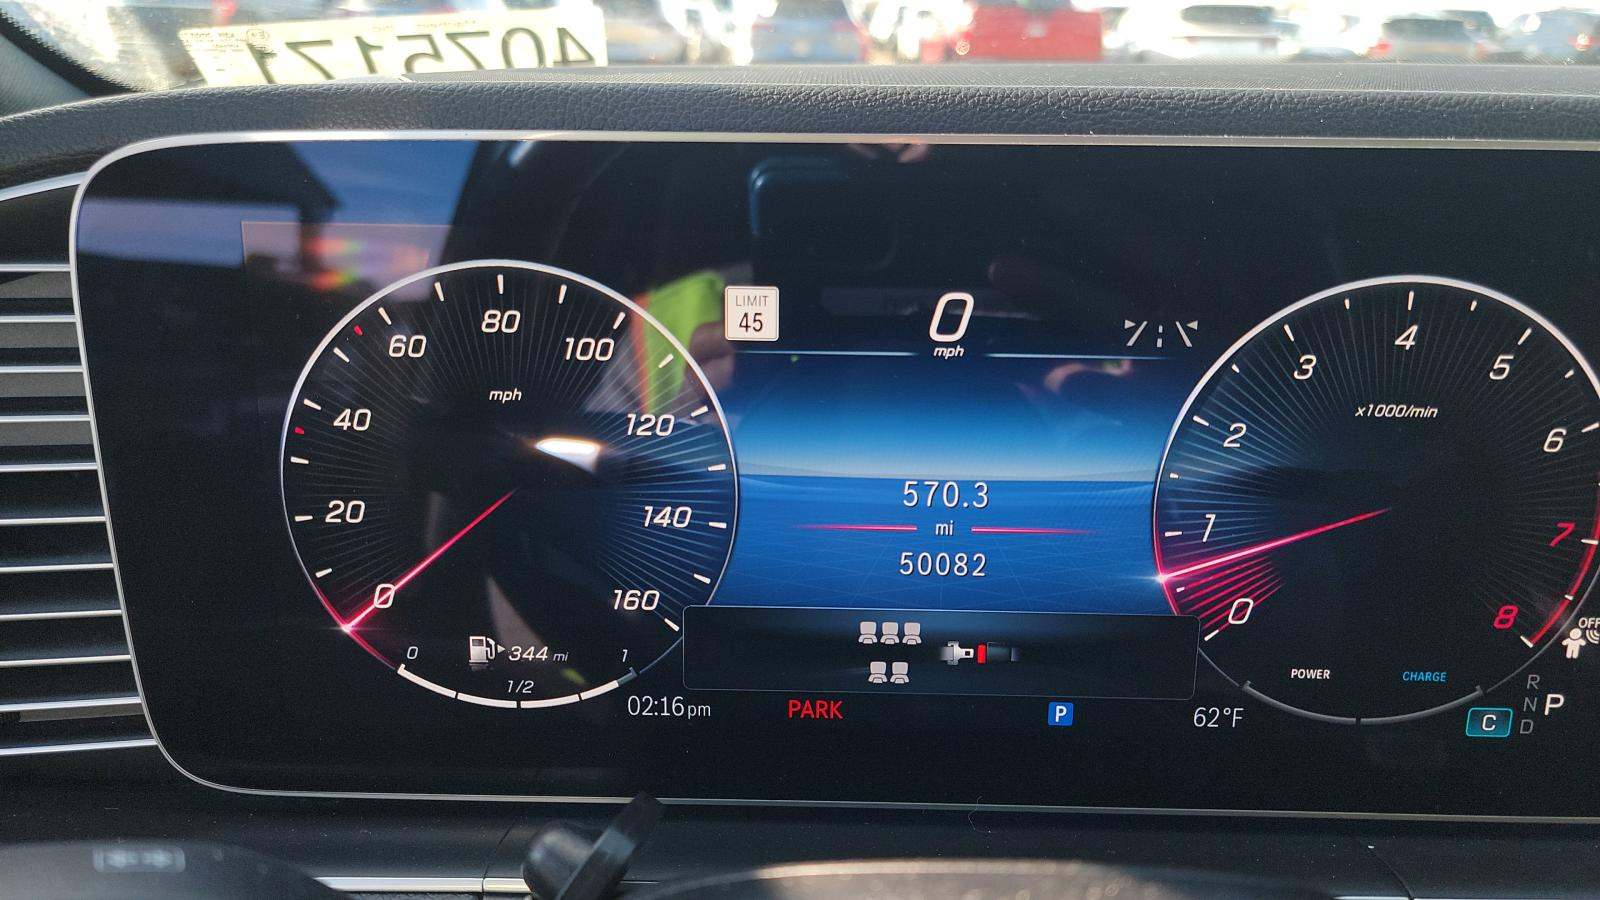 4075171
60
80
100
40
mph
120
20
140
0
160
0
344 mi
1
1/2
LIMIT
45
0
mph
570.3
mi
50082
02:16pm
PARK
P
62°F
4
3
5
x1000/min
2
6
1
7
0
8
OFF
POWER
CHARGE
R
N
D
P
C